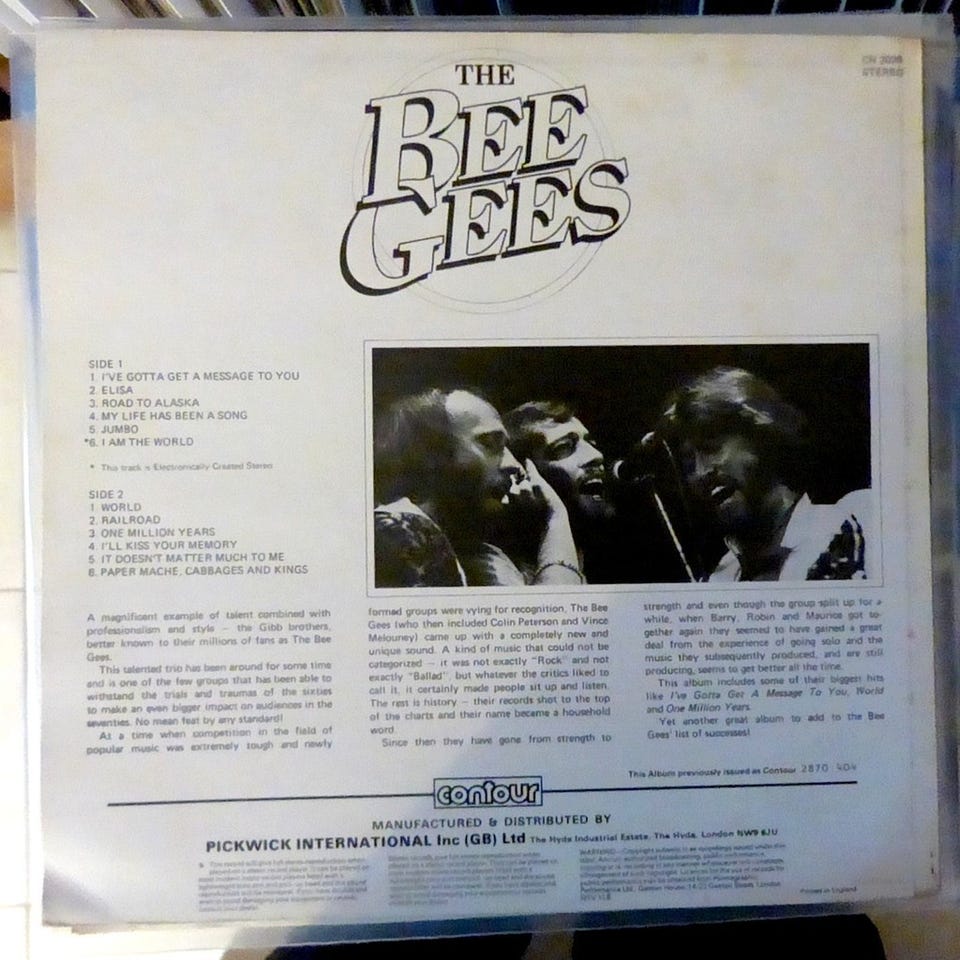 THE
BEE
GEES
STEREO
SIDE 1
1. I'VE GOTTA GET A MESSAGE TO YOU
2. ELISA
3. ROAD TO ALASKA
4. MY LIFE HAS BEEN A SONG
5. JUMBO
*6. I AM THE WORLD
* This track is Electronically Created Stereo
SIDE 2
1 WORLD
2. RAILROAD
3 ONE MILLION YEARS
4. I'LL KISS YOUR MEMORY
5. IT DOESN'T MATTER MUCH TO ME
6. PAPER MACHE, CABBAGES AND KINGS
A magnificent example of talent combined with
professionalism and style – the Gibb brothers,
better known to their millions of fans as The Bee
Gees.
This talented trio has been around for some time
and is one of the few groups that has been able to
withstand the trials and traumas of the sixties
to make an even bigger impact on audiences in the
seventies. No mean feat by any standard!
At a time when competition in the field of
popular music was extremely tough and newly
formed groups were vying for recognition, The Bee
Gees (who then included Colin Peterson and Vince
Melouney) came up with a completely new and
unique sound. A kind of music that could not be
categorized – it was not exactly "Rock" and not
exactly "Ballad", but whatever the critics liked to
call it, it certainly made people sit up and listen.
The rest is history – their records shot to the top
of the charts and their name became a household
word.
Since then they have gone from strength to
strength and even though the group split up for a
while, when Barry, Robin and Maurice got to-
gether again they seemed to have gained a great
deal from the experience of going solo and the
music they subsequently produced, and are still
producing, seems to get better all the time.
This album includes some of their biggest hits
like I've Gotta Get A Message To You, World
and One Million Years.
Yet another great album to add to the Bee
Gees' list of successes!
This Album previously issued as Contour 2870 404
contour
MANUFACTURED & DISTRIBUTED BY
PICKWICK INTERNATIONAL Inc (GB) Ltd The Hyde Industrial Estate, The Hyde, London NW9 6JU
Printed in England